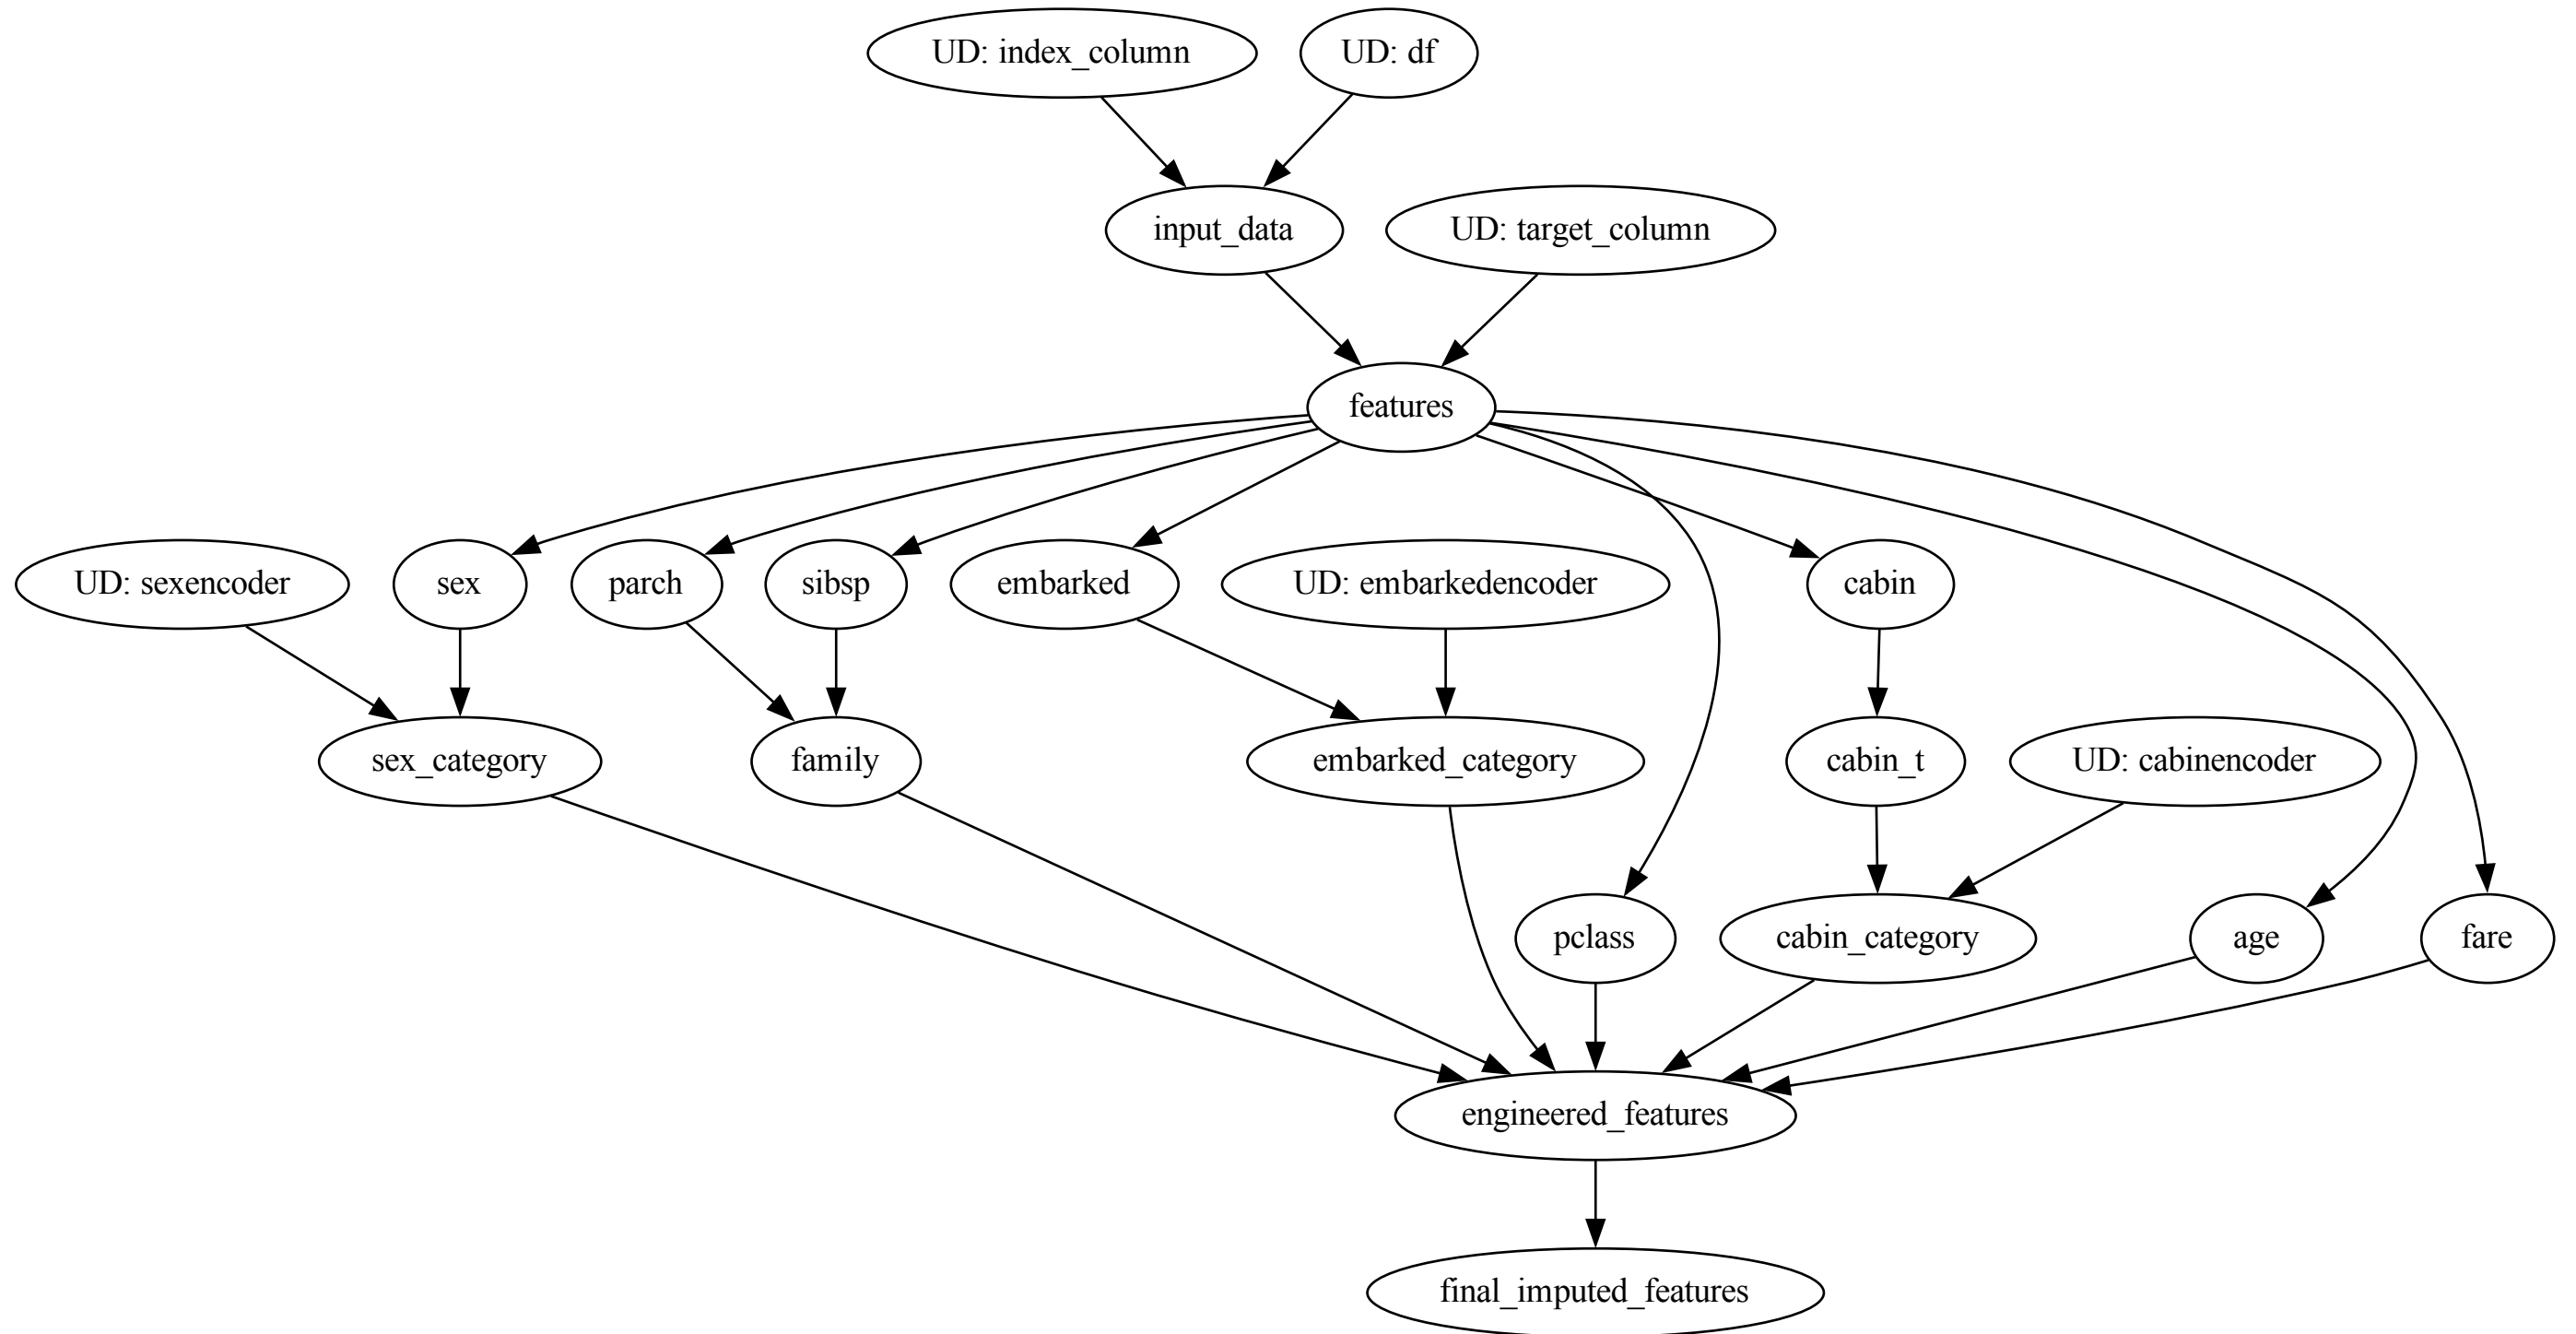 UD: index_column
UD: df
input_data
UD: target_column
features
UD: sexencoder
sex
parch
sibsp
embarked
UD: embarkedencoder
cabin
sex_category
family
embarked_category
cabin_t
UD: cabinencoder
pclass
cabin_category
age
fare
engineered_features
final_imputed_features